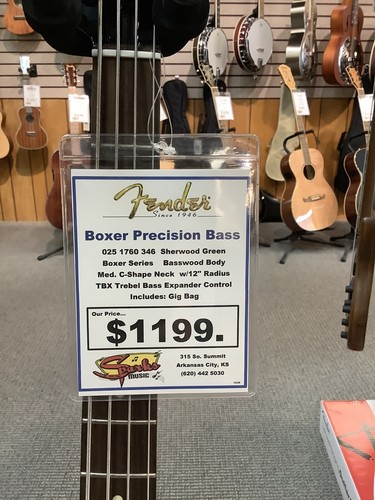 Fender
Since 1946
Boxer Precision Bass
025 1760 346 Sherwood Green
Boxer Series Basswood Body
Med. C-Shape Neck w/12" Radius
TBX Trebel Bass Expander Control
Includes: Gig Bag
Our Price...
$1199.
Sparks
MUSIC
315 So. Summit
Arkansas City, KS
(620) 442 5030